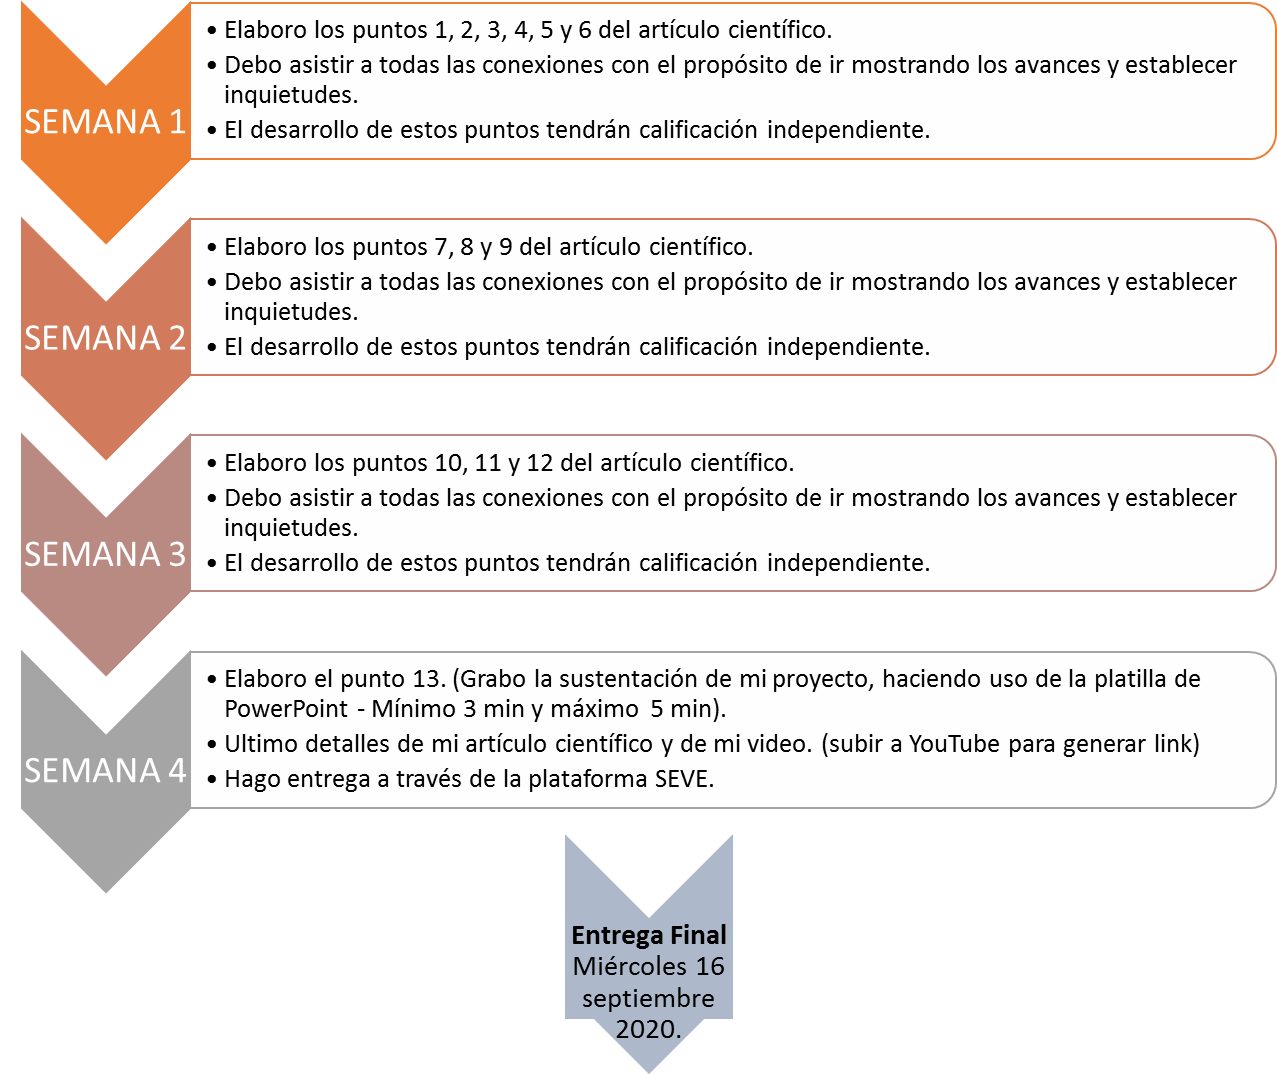 SEMANA 1
• Elaboro los puntos 1, 2, 3, 4, 5 y 6 del artículo científico.
• Debo asistir a todas las conexiones con el propósito de ir mostrando los avances y establecer
inquietudes.
• El desarrollo de estos puntos tendrán calificación independiente.
SEMANA 2
• Elaboro los puntos 7, 8 y 9 del artículo científico.
• Debo asistir a todas las conexiones con el propósito de ir mostrando los avances y establecer
inquietudes.
• El desarrollo de estos puntos tendrán calificación independiente.
SEMANA 3
• Elaboro los puntos 10, 11 y 12 del artículo científico.
• Debo asistir a todas las conexiones con el propósito de ir mostrando los avances y establecer
inquietudes.
• El desarrollo de estos puntos tendrán calificación independiente.
SEMANA 4
• Elaboro el punto 13. (Grabo la sustentación de mi proyecto, haciendo uso de la platilla de
PowerPoint - Mínimo 3 min y máximo 5 min).
• Ultimo detalles de mi artículo científico y de mi video. (subir a YouTube para generar link)
• Hago entrega a través de la plataforma SEVE.
Entrega Final
Miércoles 16
septiembre
2020.